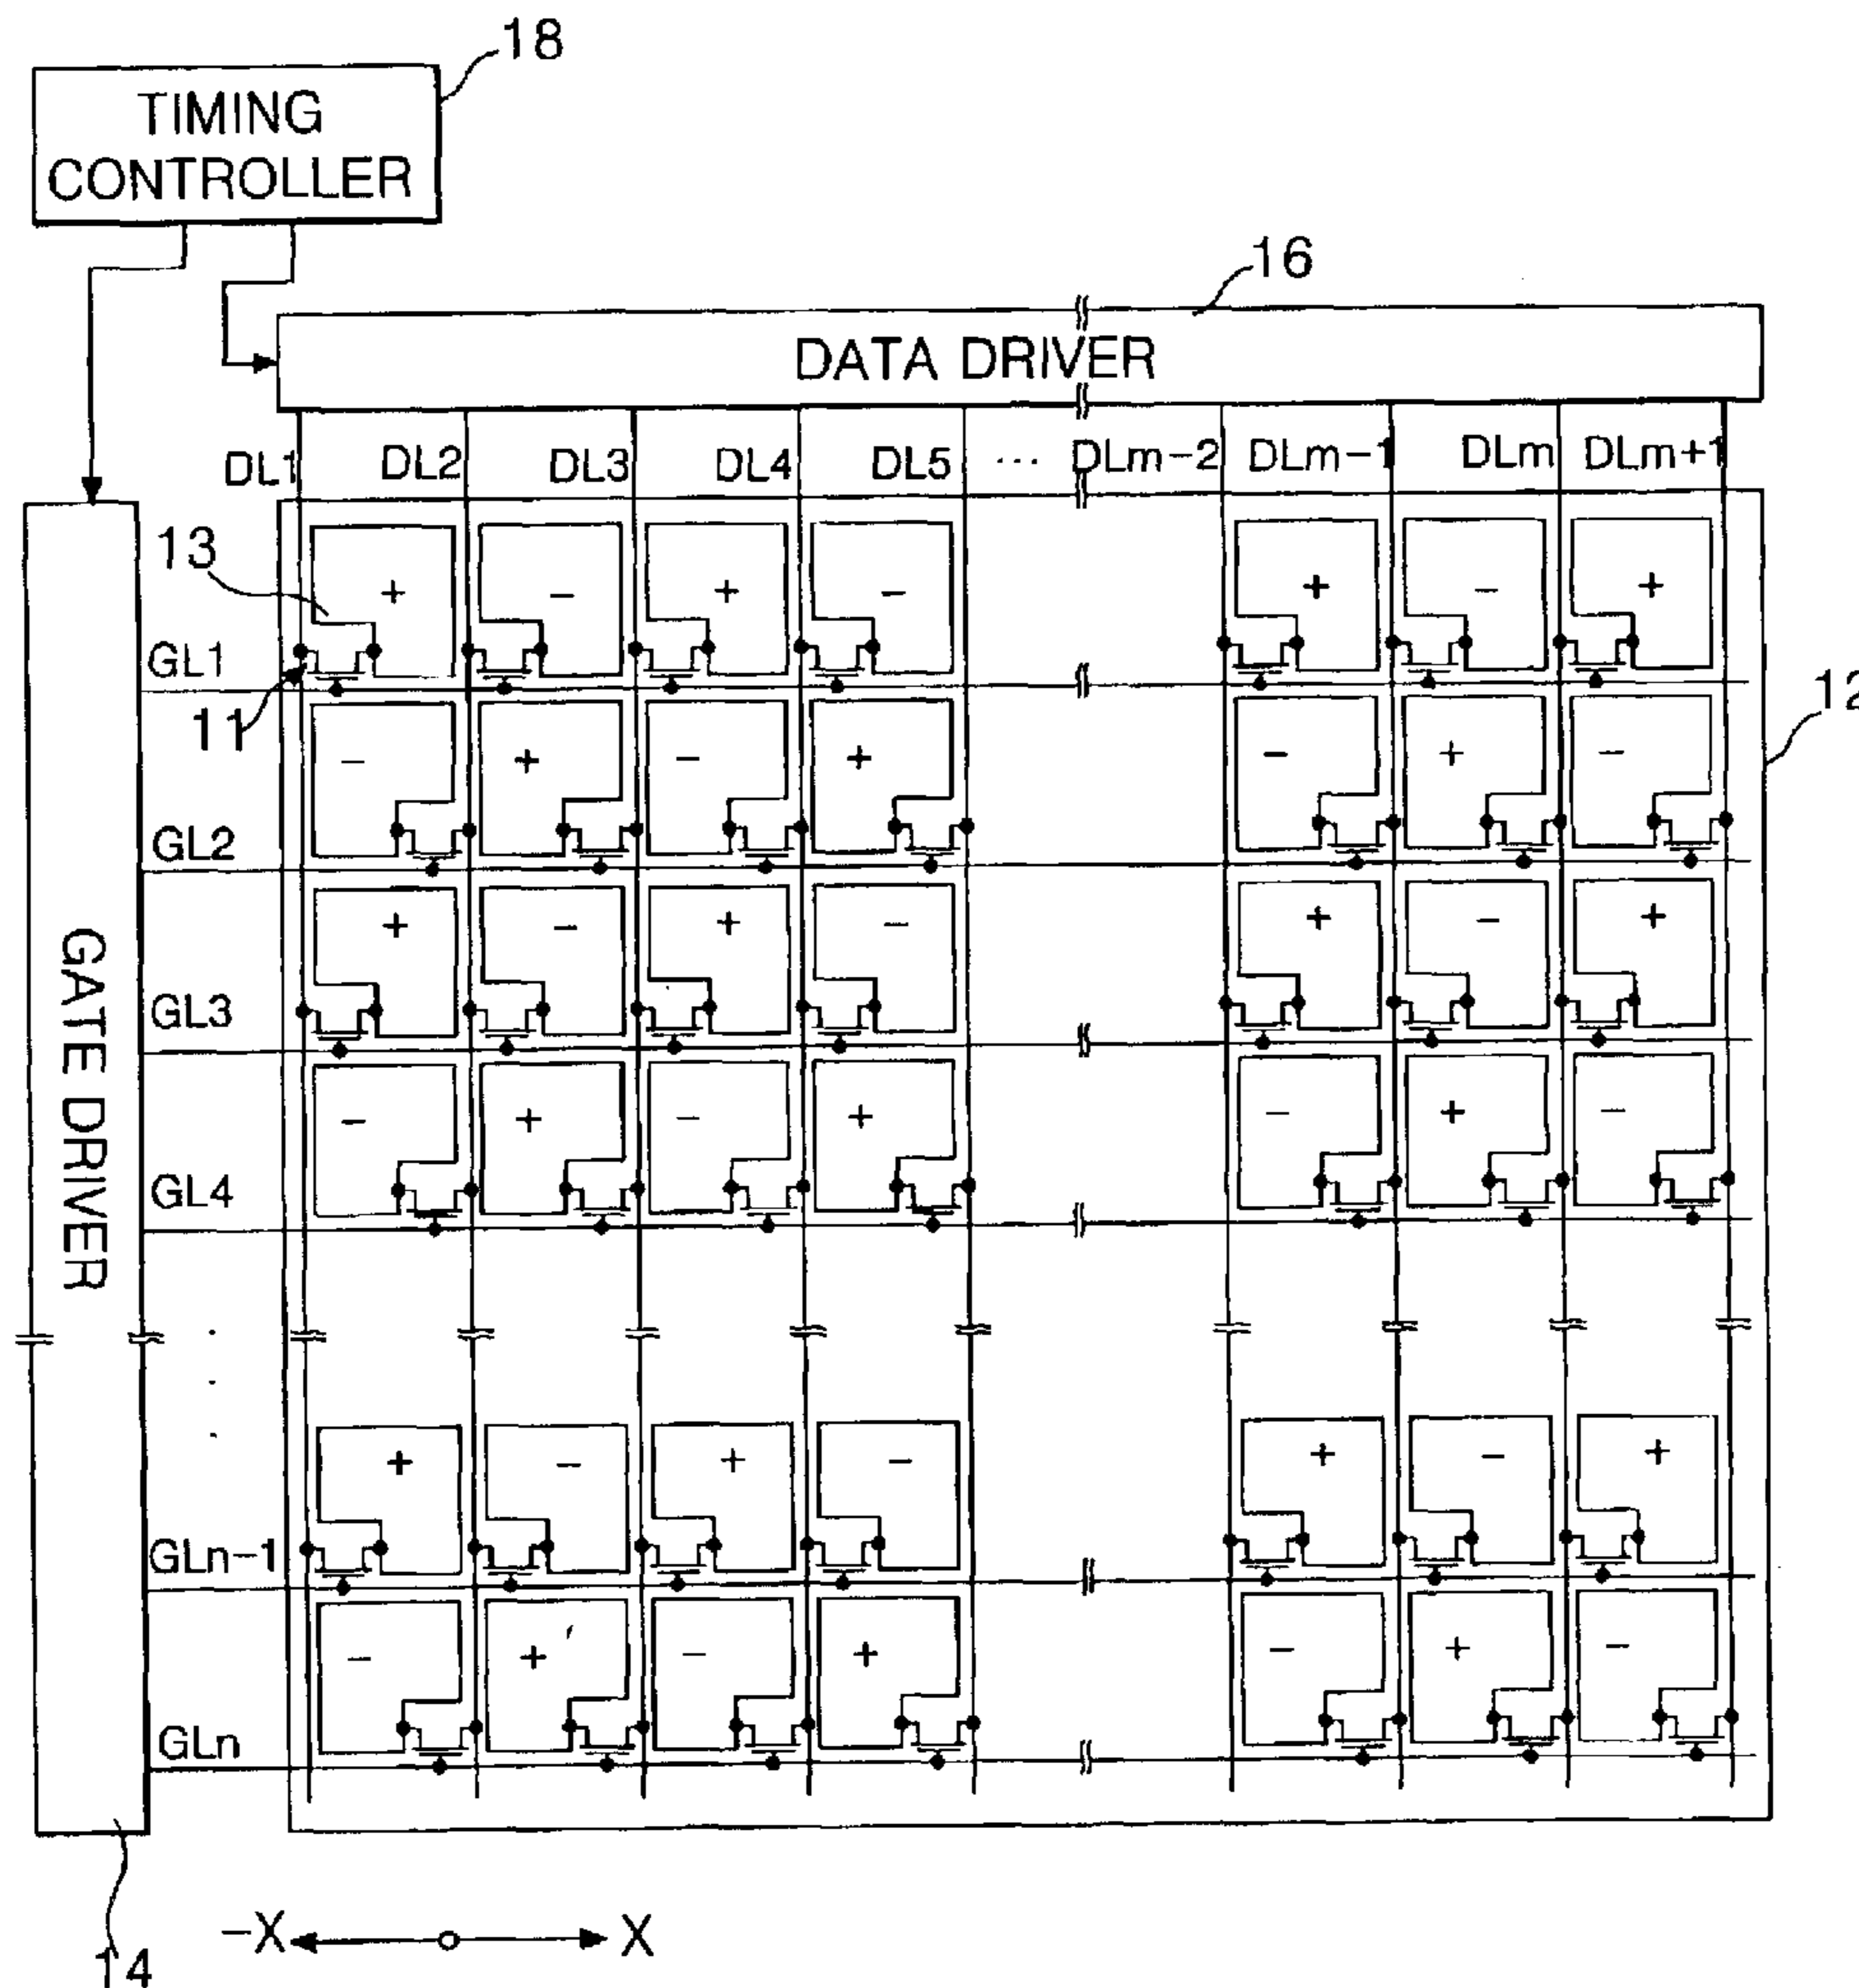 18
TIMING
CONTROLLER
16
DATA DRIVER
DL1 DL2 DL3 DL4 DL5 ... DLm-2 DLm-1 DLm DLm+1
13
+ - + - + - +
GL1
11
12
- + - + - + -
GL2
+ - + - + - +
GL3
- + - + - + -
GL4
GATE DRIVER
+ - + - + - +
GLn-1
- + - + - + -
GLn
-X X
14